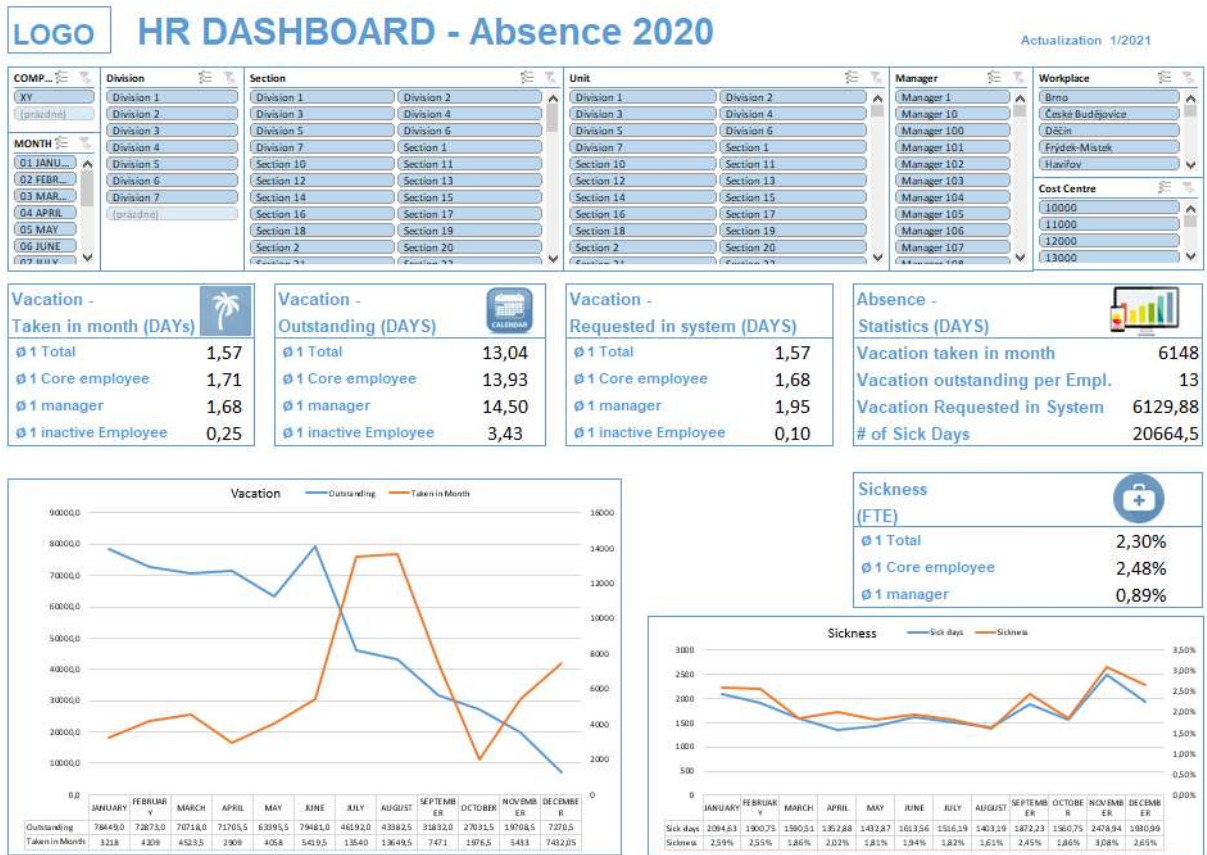 LOGO
HR DASHBOARD - Absence 2020
Actualization 1/2021
COMP...
XY
(prázdné)
MONTH
01 JANU...
02 FEBR...
03 MAR...
04 APRIL
05 MAY
06 JUNE
07 JULY
Division
Division 1
Division 2
Division 3
Division 4
Division 5
Division 6
Division 7
(prázdné)
Section
Division 1 Division 2
Division 3 Division 4
Division 5 Division 6
Division 7 Section 1
Section 10 Section 11
Section 12 Section 13
Section 14 Section 15
Section 16 Section 17
Section 18 Section 19
Section 2 Section 20
Section 21 Section 22
Unit
Division 1 Division 2
Division 3 Division 4
Division 5 Division 6
Division 7 Section 1
Section 10 Section 11
Section 12 Section 13
Section 14 Section 15
Section 16 Section 17
Section 18 Section 19
Section 2 Section 20
Section 21 Section 22
Manager
Manager 1
Manager 10
Manager 100
Manager 101
Manager 102
Manager 103
Manager 104
Manager 105
Manager 106
Manager 107
Manager 108
Workplace
Brno
České Budějovice
Děčín
Frýdek-Místek
Havířov
Cost Centre
10000
11000
12000
13000
Vacation -
Taken in month (DAYs)
Ø 1 Total 1,57
Ø 1 Core employee 1,71
Ø 1 manager 1,68
Ø 1 inactive Employee 0,25
Vacation -
Outstanding (DAYS)
CALENDAR
Ø 1 Total 13,04
Ø 1 Core employee 13,93
Ø 1 manager 14,50
Ø 1 inactive Employee 3,43
Vacation -
Requested in system (DAYS)
Ø 1 Total 1,57
Ø 1 Core employee 1,68
Ø 1 manager 1,95
Ø 1 inactive Employee 0,10
Absence -
Statistics (DAYS)
Vacation taken in month 6148
Vacation outstanding per Empl. 13
Vacation Requested in System 6129,88
# of Sick Days 20664,5
Vacation Outstanding Taken in Month
90000,0
80000,0
70000,0
60000,0
50000,0
40000,0
30000,0
20000,0
10000,0
0,0
16000
14000
12000
10000
8000
6000
4000
2000
0
JANUARY FEBRUARY MARCH APRIL MAY JUNE JULY AUGUST SEPTEMBER OCTOBER NOVEMBER DECEMBER
Outstanding 78449,0 72873,0 70718,0 71705,5 63395,5 79481,0 46192,0 43382,5 31832,0 27031,5 19708,5 7270,5
Taken in Month 3218 4209 4523,5 2909 4058 5419,5 13540 13649,5 7471 1976,5 5433 7432,05
Sickness
(FTE)
Ø 1 Total 2,30%
Ø 1 Core employee 2,48%
Ø 1 manager 0,89%
Sickness Sick days Sickness
3000
2500
2000
1500
1000
500
0
3,50%
3,00%
2,50%
2,00%
1,50%
1,00%
0,50%
0,00%
JANUARY FEBRUARY MARCH APRIL MAY JUNE JULY AUGUST SEPTEMBER OCTOBER NOVEMBER DECEMBER
Sick days 2094,63 1900,75 1590,51 1352,88 1432,87 1613,56 1516,19 1403,19 1872,23 1560,75 2478,94 1930,99
Sickness 2,59% 2,55% 1,86% 2,02% 1,81% 1,94% 1,82% 1,61% 2,45% 1,86% 3,08% 2,65%